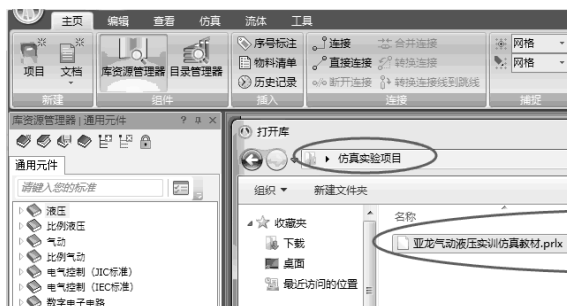 主页 编辑 查看 仿真 流体 工具
项目 文档 库资源管理器 目录管理器 序号标注 物料清单 历史记录 连接 直接连接 断开连接 合并连接 转换连接 转换连接线到跳线 网格 网格
新建 组件 插入 连接 捕捉
库资源管理器 | 通用元件 ? ×
通用元件
请键入您的标准
液压
比例液压
气动
比例气动
电气控制 (JIC标准)
电气控制 (IEC标准)
数字电子电路
打开库
仿真实验项目
组织 新建文件夹
收藏夹
下载
桌面
最近访问的位置
名称
亚龙气动液压实训仿真教材.prlx